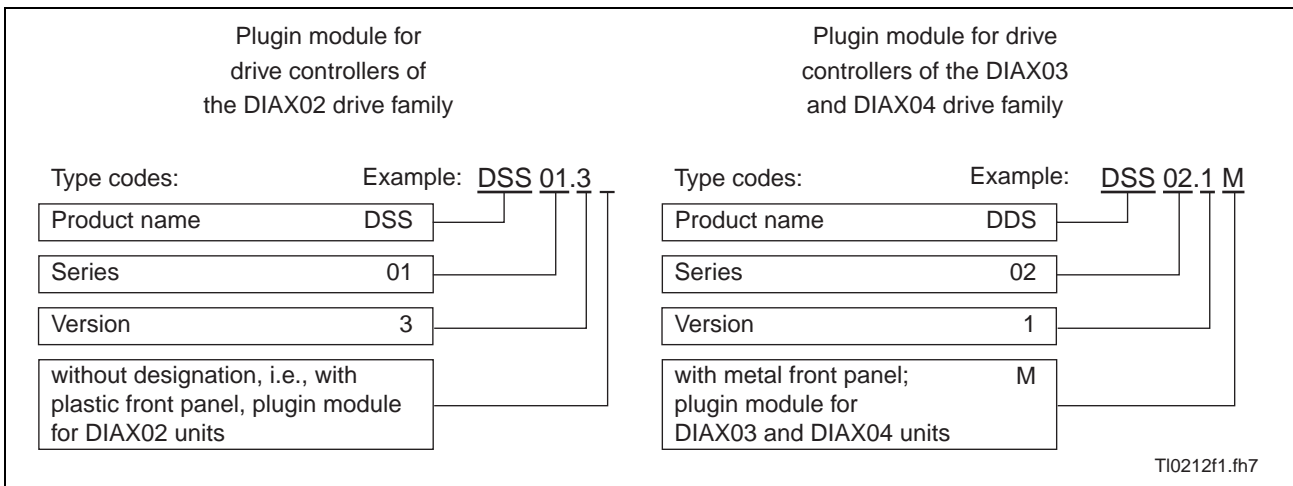 Plugin module for
drive controllers of
the DIAX02 drive family
Type codes: Example: DSS 01.3 _
Product name DSS
Series 01
Version 3
without designation, i.e., with
plastic front panel, plugin module
for DIAX02 units
Plugin module for drive
controllers of the DIAX03
and DIAX04 drive family
Type codes: Example: DSS 02.1 M
Product name DDS
Series 02
Version 1
with metal front panel; M
plugin module for
DIAX03 and DIAX04 units
TI0212f1.fh7